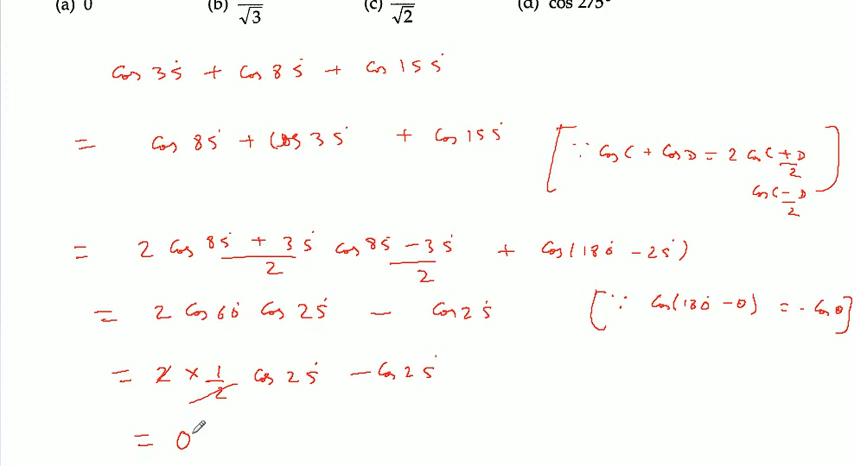 (a) 0 (b) √3 (c) √2 (d) cos 275°
cos 35° + cos 85° + cos 155°
= cos 85° + cos 35° + cos 155° [∵ cos C + cos D = 2 cos (C+D)/2
cos (C-D)/2]
= 2 cos (85° + 35°)/2 cos (85° - 35°)/2 + cos(180° - 25°)
= 2 cos 60° cos 25° - cos 25° [∵ cos(180° - θ) = - cos θ]
= 2 × 1/2 cos 25° - cos 25°
= 0